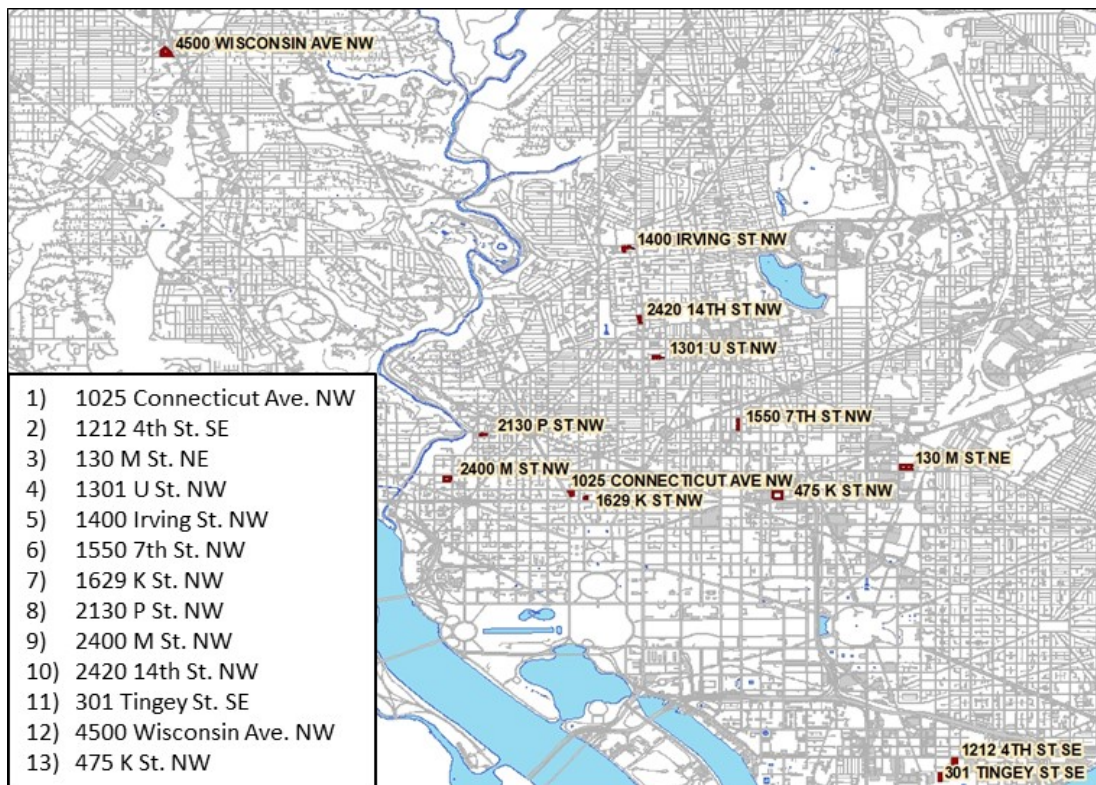 4500 WISCONSIN AVE NW
1400 IRVING ST NW
2420 14TH ST NW
1301 U ST NW
1550 7TH ST NW
2130 P ST NW
130 M ST NE
2400 M ST NW
1025 CONNECTICUT AVE NW
475 K ST NW
1629 K ST NW
1212 4TH ST SE
301 TINGEY ST SE
1) 1025 Connecticut Ave. NW
2) 1212 4th St. SE
3) 130 M St. NE
4) 1301 U St. NW
5) 1400 Irving St. NW
6) 1550 7th St. NW
7) 1629 K St. NW
8) 2130 P St. NW
9) 2400 M St. NW
10) 2420 14th St. NW
11) 301 Tingey St. SE
12) 4500 Wisconsin Ave. NW
13) 475 K St. NW